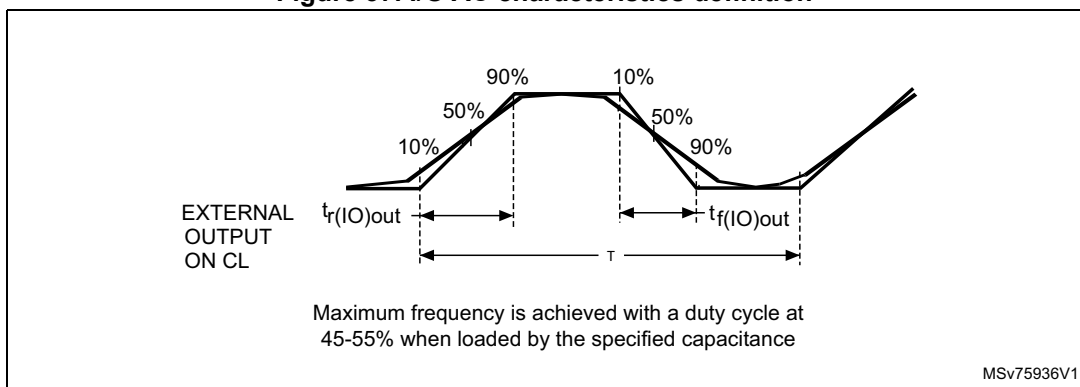 90% 10%
50% 50%
10% 90%
EXTERNAL tr(IO)out tf(IO)out
OUTPUT
ON CL T
Maximum frequency is achieved with a duty cycle at
45-55% when loaded by the specified capacitance
MSv75936V1